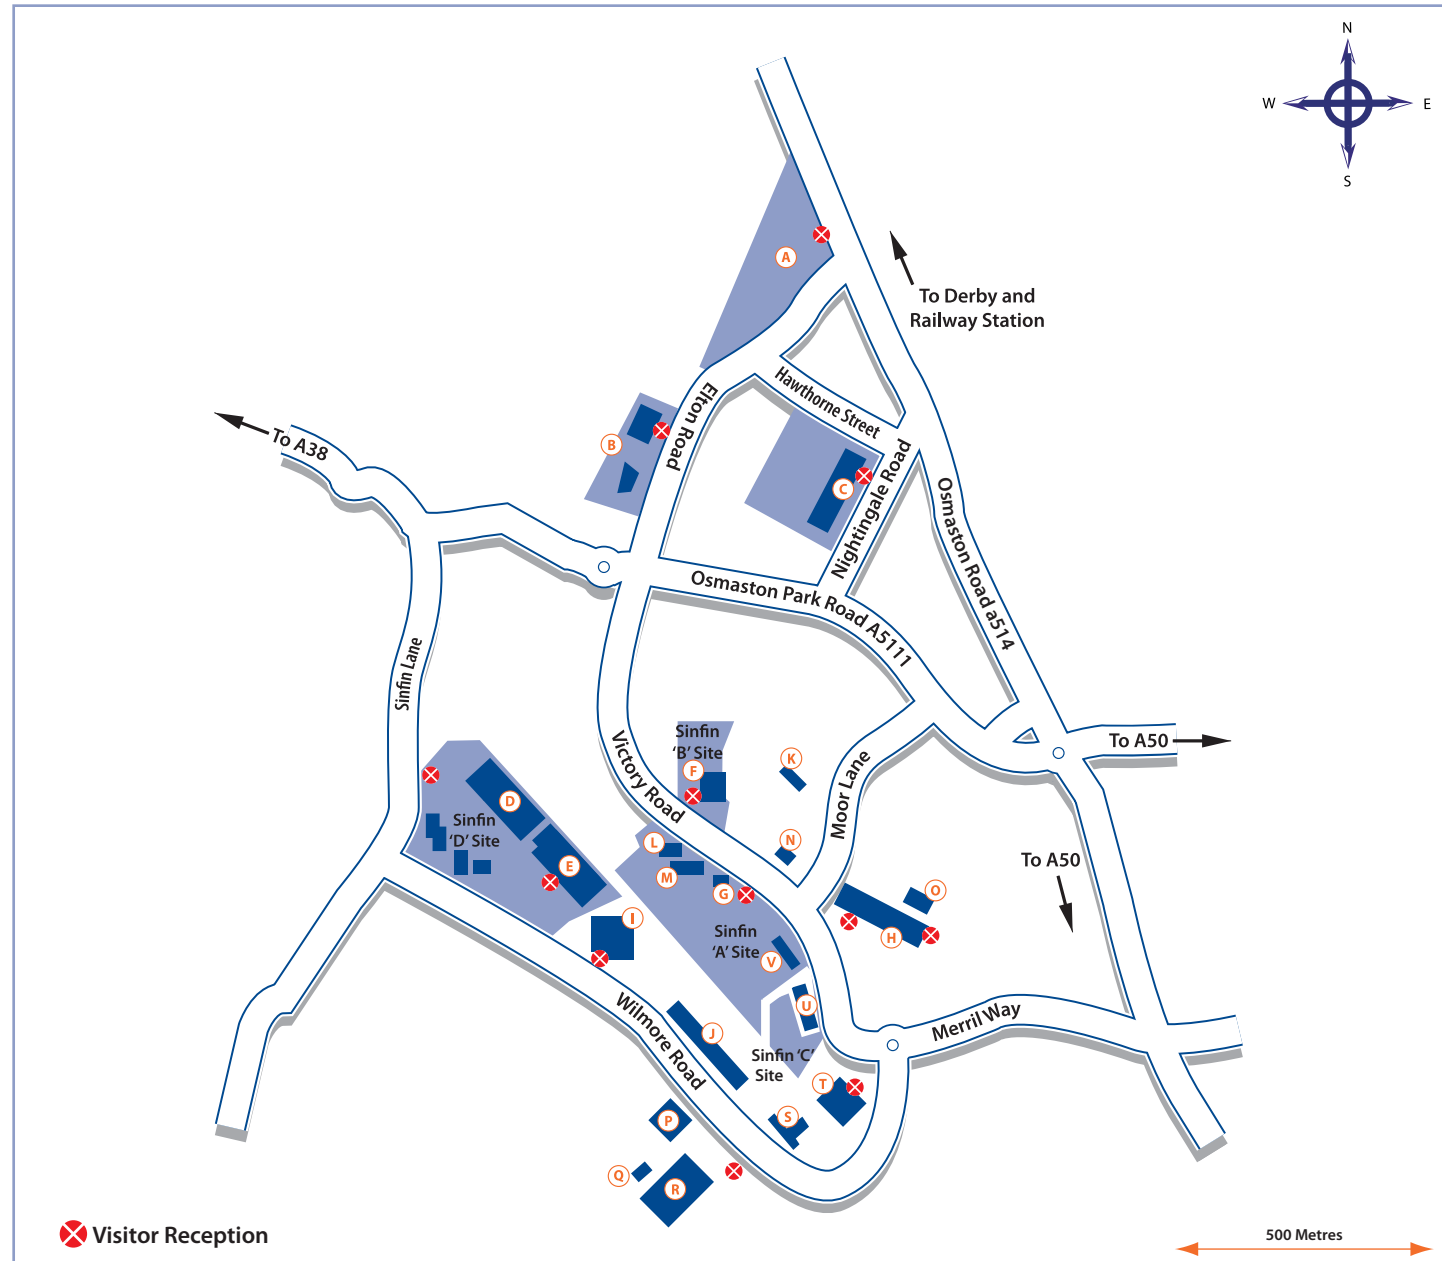 N
W
E
S
A
To Derby and
Railway Station
Hawthorne Street
Elton Road
B
To A38
C
Nightingale Road
Osmaston Road a514
Osmaston Park Road A5111
Sinfin Lane
Sinfin
'B' Site
F
K
To A50
Victory Road
Moor Lane
D
Sinfin
'D' Site
E
L
M
G
N
To A50
O
H
I
Sinfin
'A' Site
V
U
Merril Way
Wilmore Road
J
Sinfin 'C'
Site
T
S
P
Q
R
Visitor Reception
500 Metres